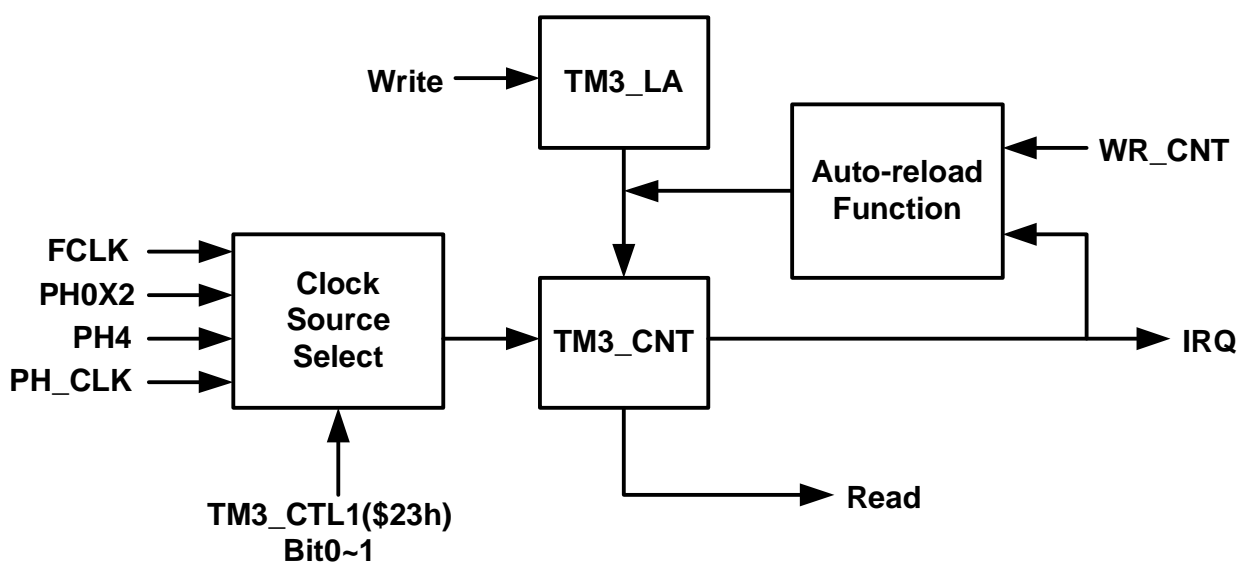 Write
TM3_LA
Auto-reload
Function
WR_CNT
FCLK
PH0X2
PH4
PH_CLK
Clock
Source
Select
TM3_CNT
IRQ
Read
TM3_CTL1($23h)
Bit0~1